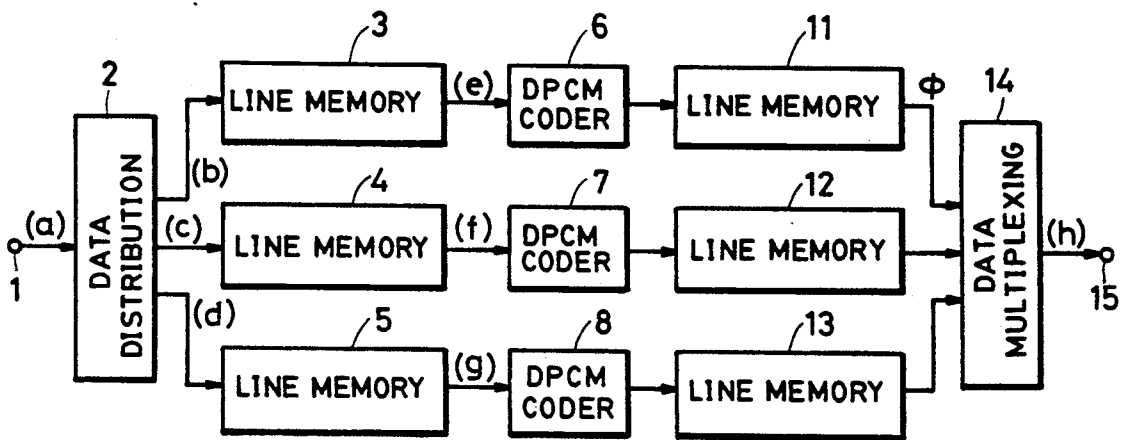 3
6
11
2
LINE MEMORY
(e)
DPCM
CODER
LINE MEMORY
ϕ
14
(b)
4
7
12
(a)
DATA
DISTRIBUTION
(c)
LINE MEMORY
(f)
DPCM
CODER
LINE MEMORY
DATA
MULTIPLEXING
(h)
1
15
(d)
5
8
13
LINE MEMORY
(g)
DPCM
CODER
LINE MEMORY